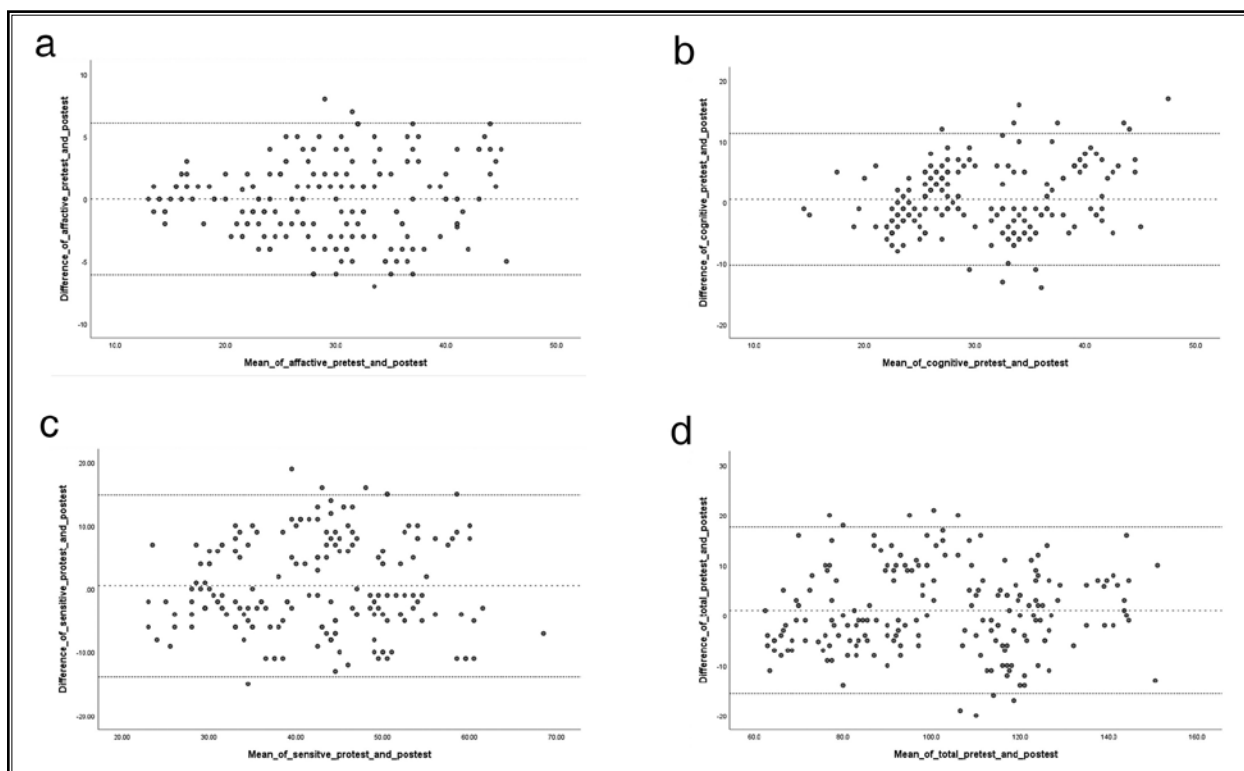 a
Difference_of_affactive_pretest_and_postest
10
5
0
-5
-10
10.0 20.0 30.0 40.0 50.0
Mean_of_affactive_pretest_and_postest
b
Difference_of_cognitive_pretest_and_postest
20
10
0
-10
-20
10.0 20.0 30.0 40.0 50.0
Mean_of_cognitive_pretest_and_postest
c
Difference_of_sensitive_protest_and_postest
20.00
10.00
.00
-10.00
-20.00
20.00 30.00 40.00 50.00 60.00 70.00
Mean_of_sensitve_protest_and_postest
d
Difference_of_total_pretest_and_postest
30
20
10
0
-10
-20
60.0 80.0 100.0 120.0 140.0 160.0
Mean_of_total_pretest_and_postest